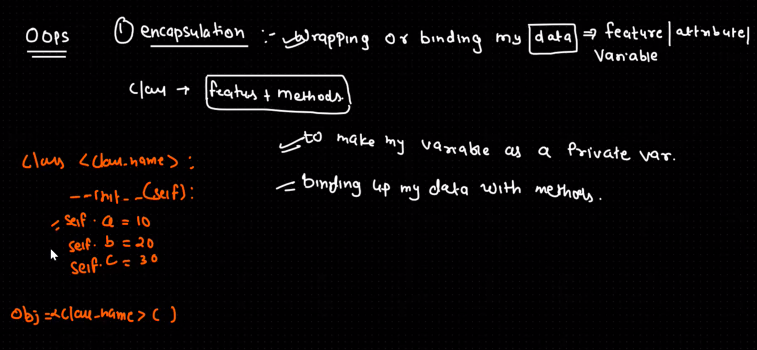 OOPS
① encapsulation :- Wrapping or binding my data ⇒ feature/attribute/
Variable
Class → featurs + methods.
to make my variable as a Private var.
binding up my data with methods.
Class <Class_name>:
__init__(self):
self.a = 10
self.b = 20
self.c = 30
Obj = <Class_name> ( )